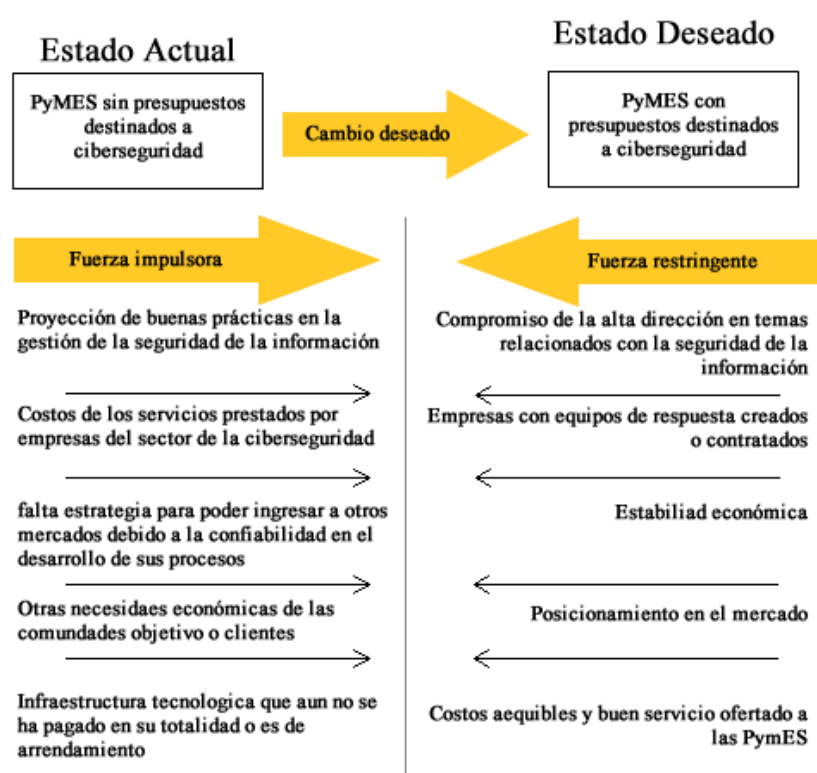 Estado Actual
Estado Deseado
PyMES sin presupuestos
destinados a
ciberseguridad
Cambio deseado
PyMES con
presupuestos destinados
a ciberseguridad
Fuerza impulsora
Fuerza restringente
Proyección de buenas prácticas en la
gestión de la seguridad de la información
Compromiso de la alta dirección en temas
relacionados con la seguridad de la
información
Costos de los servicios prestados por
empresas del sector de la ciberseguridad
Empresas con equipos de respuesta creados
o contratados
falta estrategia para poder ingresar a otros
mercados debido a la confiabilidad en el
desarrollo de sus procesos
Estabiliad económica
Otras necesidaes económicas de las
comundades objetivo o clientes
Posicionamiento en el mercado
Infraestructura tecnologica que aun no se
ha pagado en su totalidad o es de
arrendamiento
Costos aequibles y buen servicio ofertado a
las PymES